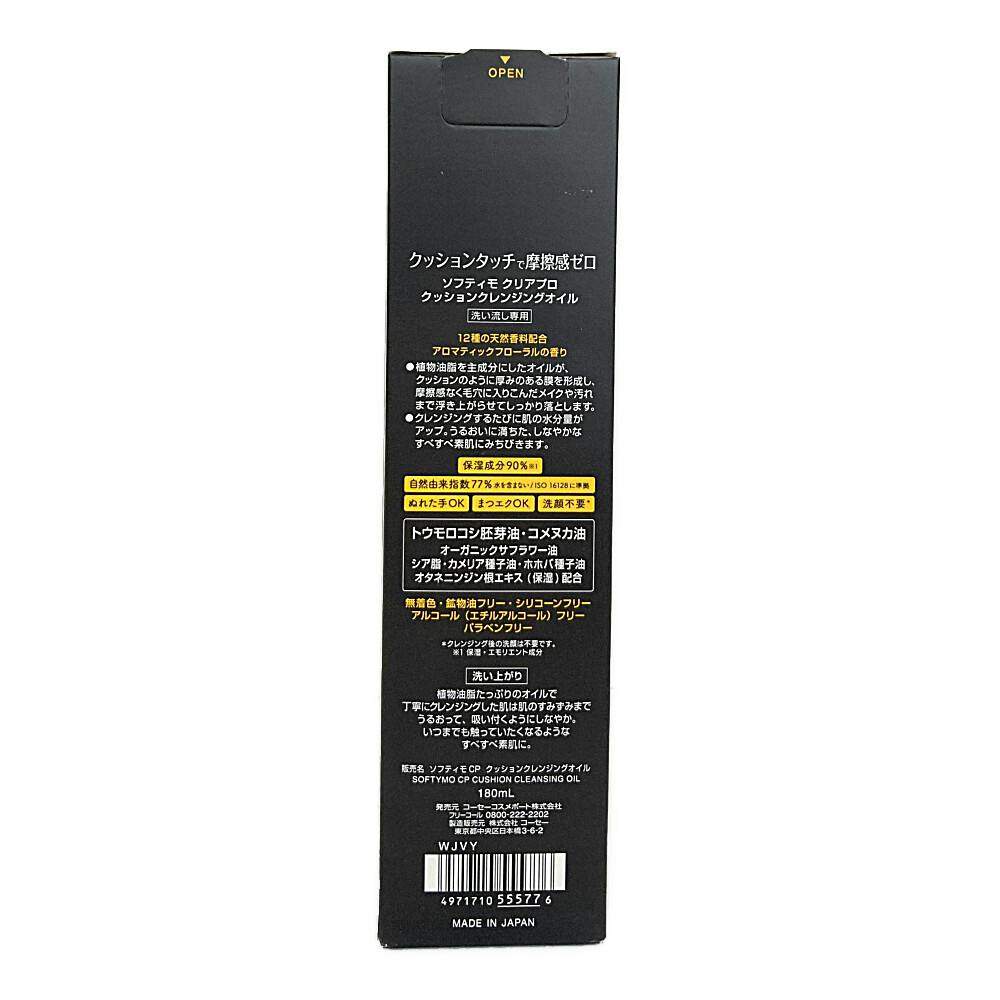 OPEN
クッションタッチで摩擦感ゼロ
ソフティモ クリアプロ
クッションクレンジングオイル
洗い流し専用
12種の天然香料配合
アロマティックフローラルの香り
●植物油脂を主成分にしたオイルが、
クッションのように厚みのある膜を形成し、
摩擦感なく毛穴に入りこんだメイクや汚れ
まで浮き上がらせてしっかり落とします。
●クレンジングするたびに肌の水分量が
アップ。うるおいに満ちた、しなやかな
すべすべ素肌にみちびきます。
保湿成分90%※1
自然由来指数77% 水を含まない/ISO 16128に準拠
ぬれた手OK まつエクOK 洗顔不要*
トウモロコシ胚芽油・コメヌカ油
オーガニックサフラワー油
シア脂・カメリア種子油・ホホバ種子油
オタネニンジン根エキス(保湿)配合
無着色・鉱物油フリー・シリコーンフリー
アルコール(エチルアルコール)フリー
パラベンフリー
*クレンジング後の洗顔は不要です。
※1 保湿・エモリエント成分
洗い上がり
植物油脂たっぷりのオイルで
丁寧にクレンジングした肌は肌のすみずみまで
うるおって、吸い付くようにしなやか。
いつまでも触っていたくなるような
すべすべ素肌に。
販売名 ソフティモCP クッションクレンジングオイル
SOFTYMO CP CUSHION CLEANSING OIL
180mL
発売元 コーセーコスメポート株式会社
フリーコール 0800-222-2202
製造販売元 株式会社 コーセー
東京都中央区日本橋3-6-2
WJVY
4971710 555776
MADE IN JAPAN